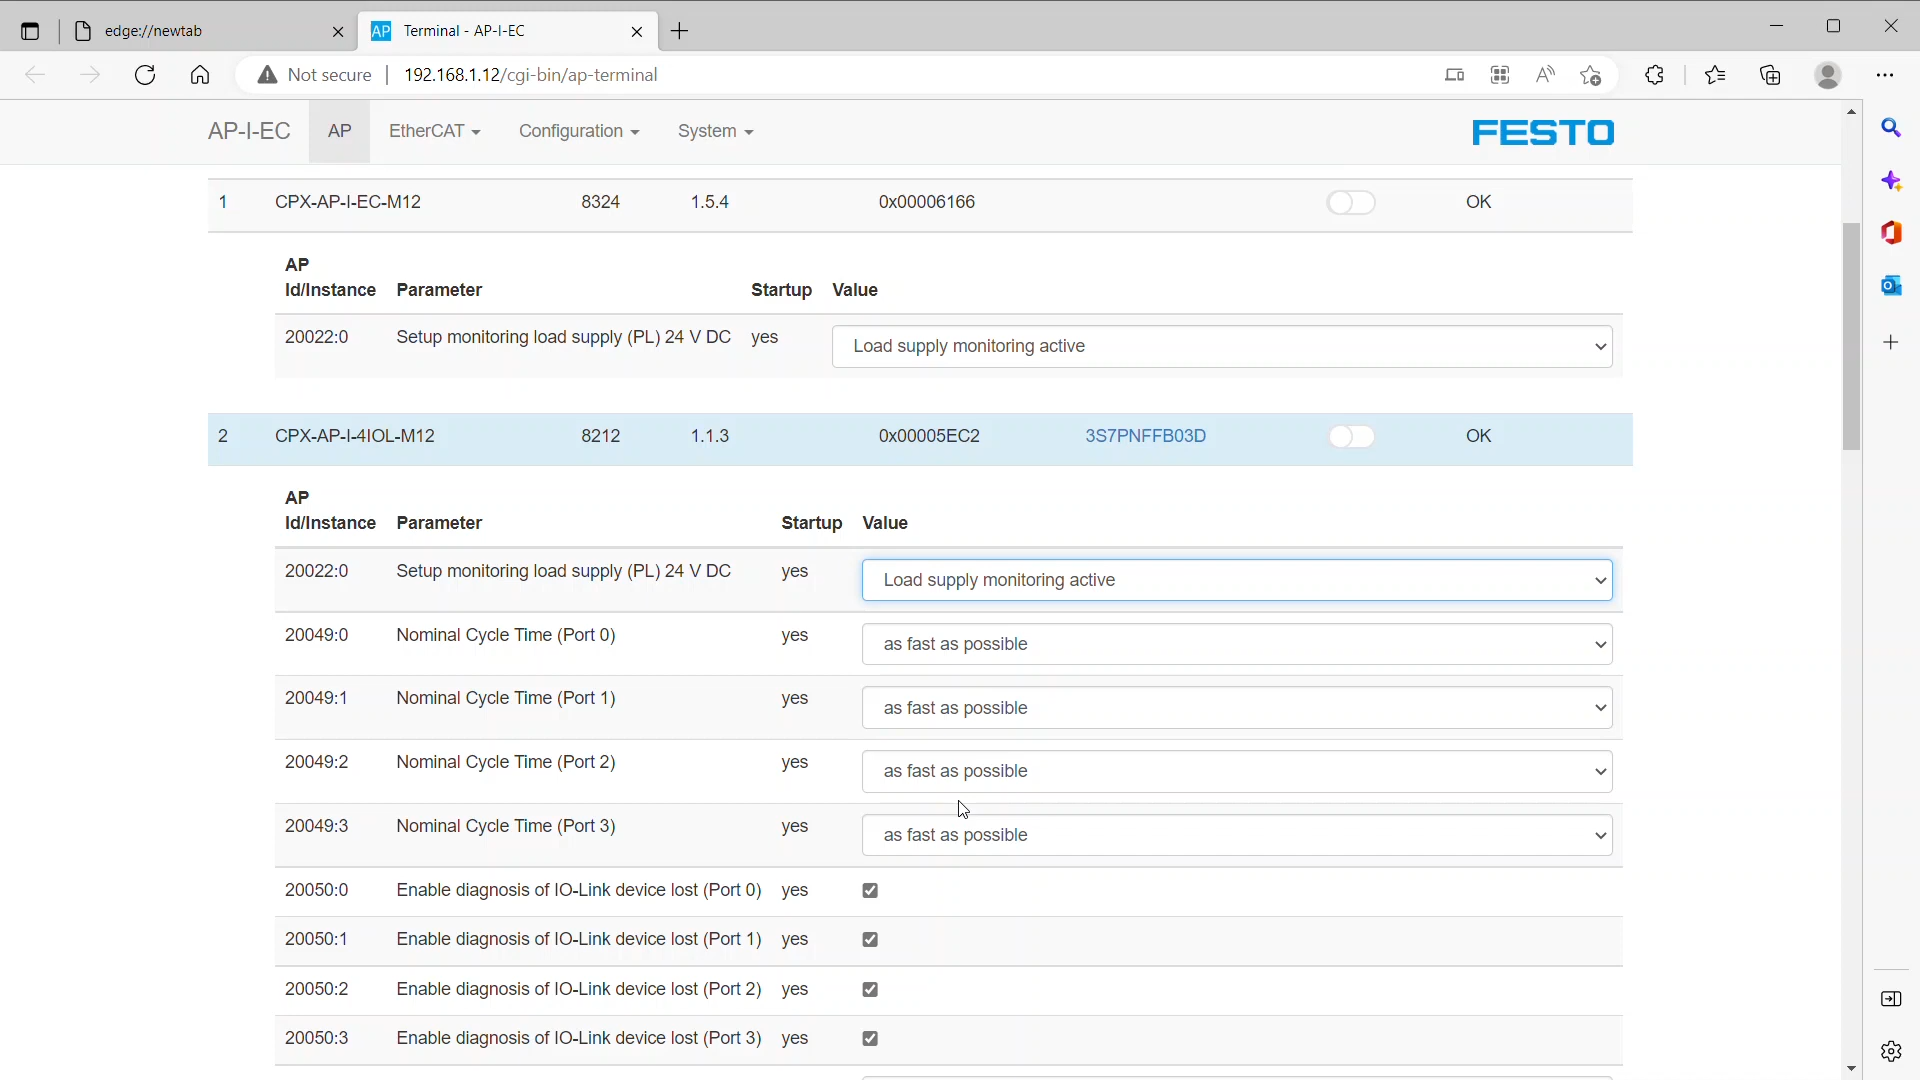 edge://newtab
AP Terminal - AP-I-EC
Not secure 192.168.1.12/cgi-bin/ap-terminal
AP-I-EC AP EtherCAT Configuration System FESTO
1 CPX-AP-I-EC-M12 8324 1.5.4 0x00006166 OK
AP
Id/Instance Parameter Startup Value
20022:0 Setup monitoring load supply (PL) 24 V DC yes Load supply monitoring active
2 CPX-AP-I-4IOL-M12 8212 1.1.3 0x00005EC2 3S7PNFFB03D OK
AP
Id/Instance Parameter Startup Value
20022:0 Setup monitoring load supply (PL) 24 V DC yes Load supply monitoring active
20049:0 Nominal Cycle Time (Port 0) yes as fast as possible
20049:1 Nominal Cycle Time (Port 1) yes as fast as possible
20049:2 Nominal Cycle Time (Port 2) yes as fast as possible
20049:3 Nominal Cycle Time (Port 3) yes as fast as possible
20050:0 Enable diagnosis of IO-Link device lost (Port 0) yes
20050:1 Enable diagnosis of IO-Link device lost (Port 1) yes
20050:2 Enable diagnosis of IO-Link device lost (Port 2) yes
20050:3 Enable diagnosis of IO-Link device lost (Port 3) yes